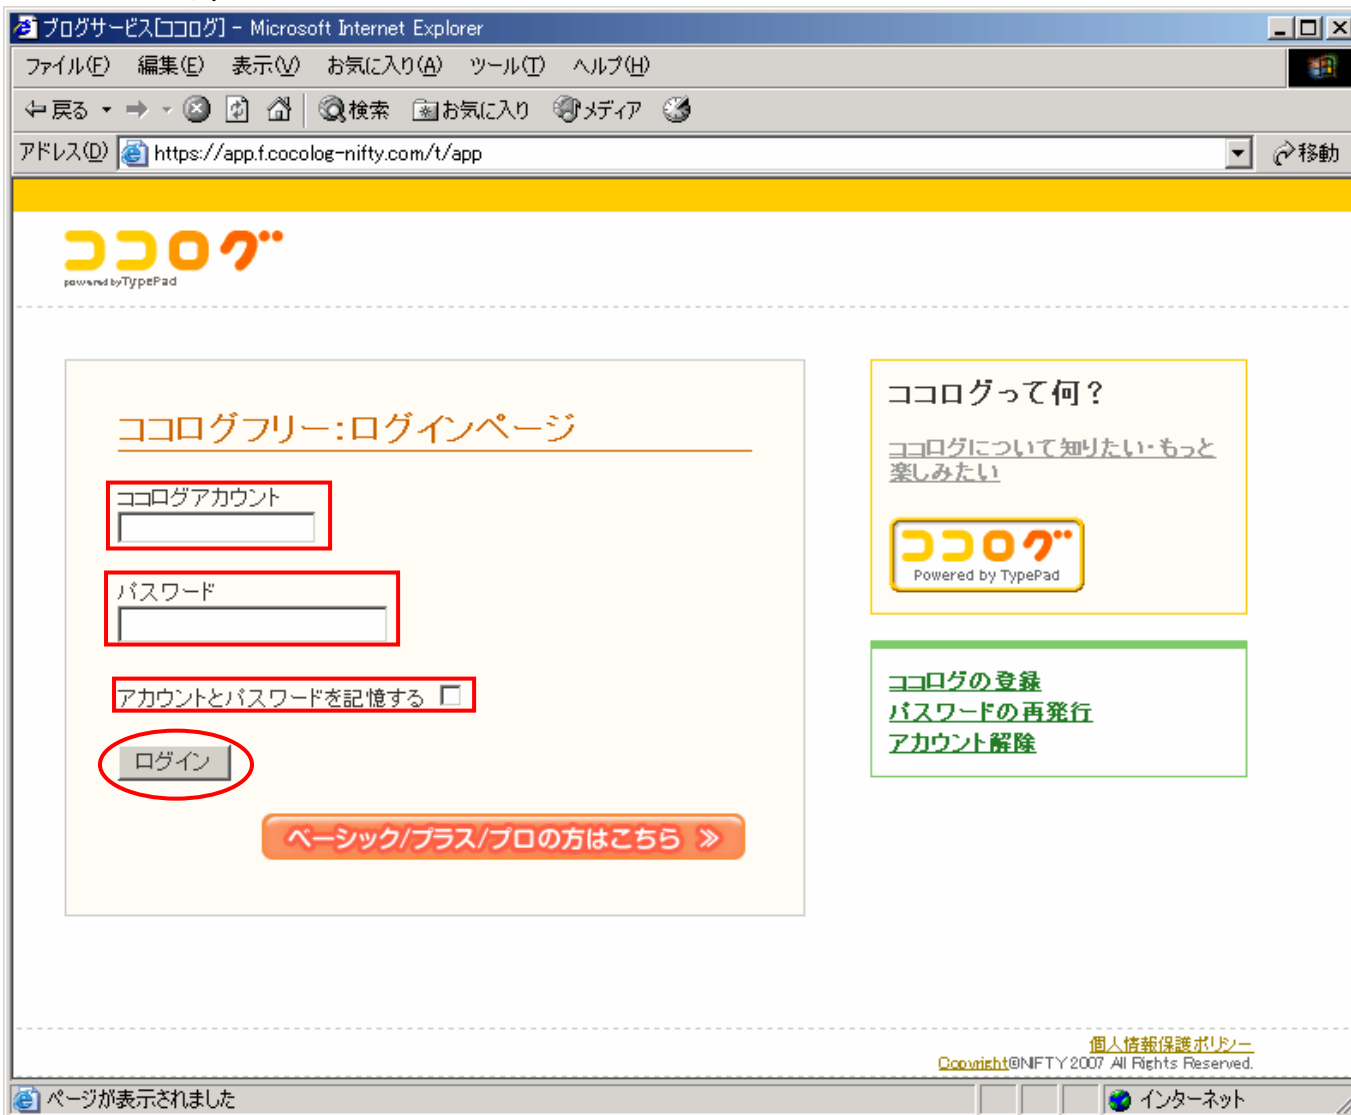 ブログサービス[ココログ] - Microsoft Internet Explorer
ファイル(F) 編集(E) 表示(V) お気に入り(A) ツール(T) ヘルプ(H)
戻る 検索 お気に入り メディア
アドレス(D) https://app.f.cocolog-nifty.com/t/app 移動
ココログ
powered by TypePad
ココログフリー:ログインページ
ココログアカウント
パスワード
アカウントとパスワードを記憶する
ログイン
ベーシック/プラス/プロの方はこちら ≫
ココログって何?
ココログについて知りたい・もっと
楽しみたい
ココログ
Powered by TypePad
ココログの登録
パスワードの再発行
アカウント解除
個人情報保護ポリシー
Copyright©NIFTY 2007 All Rights Reserved.
ページが表示されました インターネット